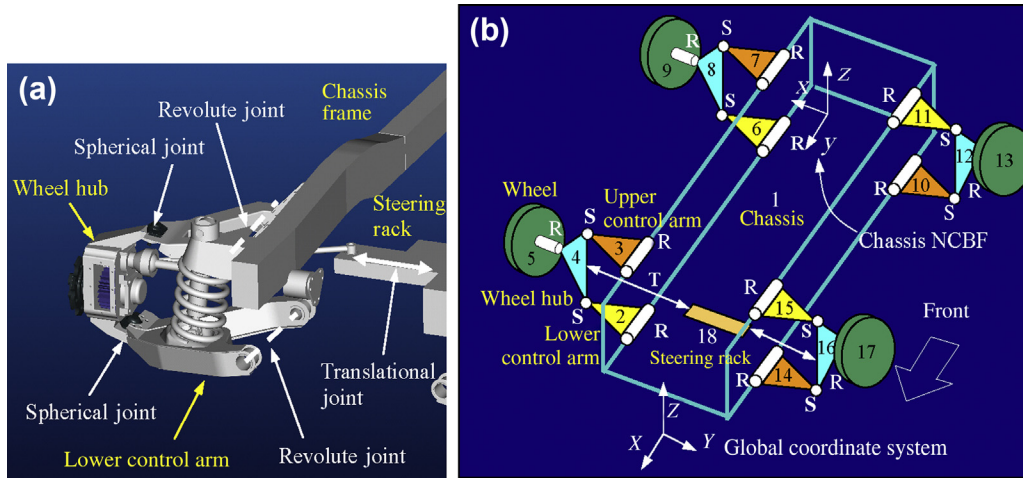 (a)
Revolute joint
Chassis
frame
Spherical joint
Wheel hub
Steering
rack
Translational
joint
Spherical joint
Lower control arm
Revolute joint
(b)
S
R
R
9
8
7
S
6
R
Z
X
y
R
11
S
12
13
R
10
R
S
1
Chassis
Chassis NCBF
Wheel
Upper
control arm
R
S
R
5
4
3
T
Wheel hub
S
2
R
Lower
control arm
18
Steering rack
R
15
S
16
17
R
14
R
S
Front
Z
X
Y
Global coordinate system